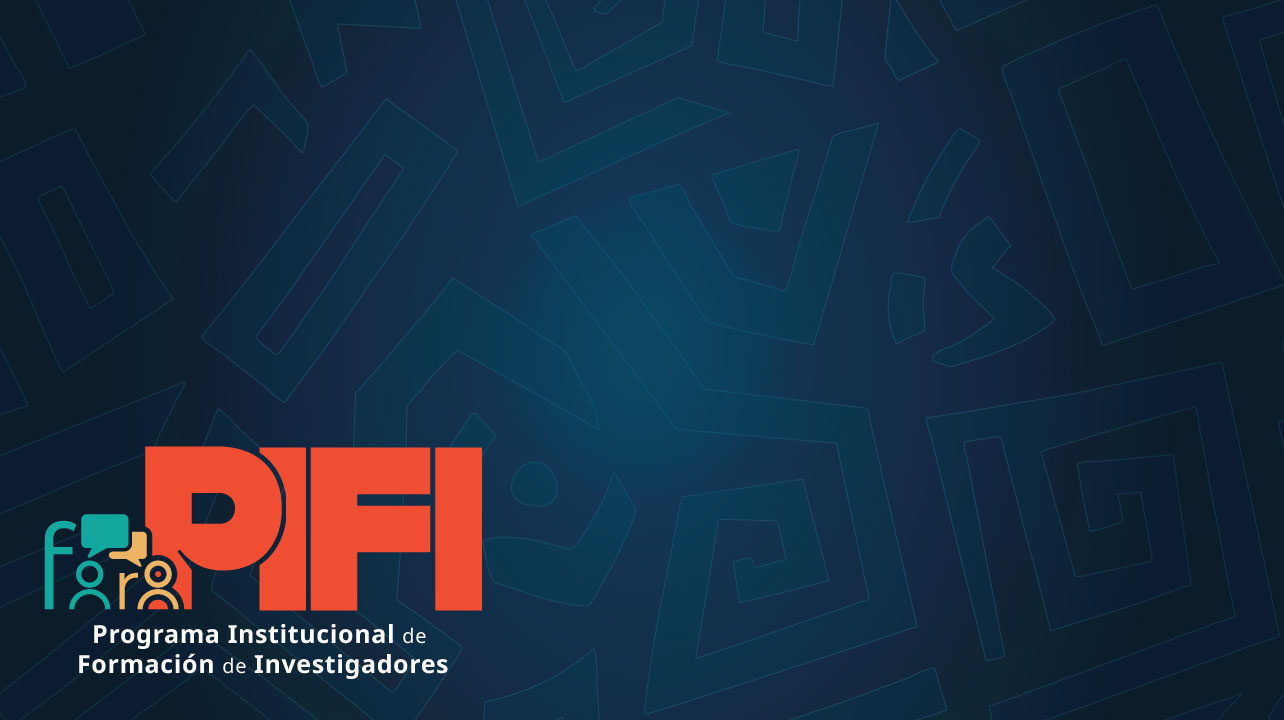 foro PIFI
Programa Institucional de
Formación de Investigadores